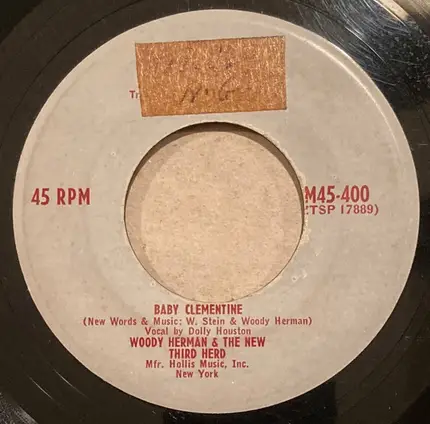 45 RPM
M45-400
(TSP 17889)
BABY CLEMENTINE
(New Words & Music: W. Stein & Woody Herman)
Vocal by Dolly Houston
WOODY HERMAN & THE NEW
THIRD HERD
Mfr. Hollis Music, Inc.
New York